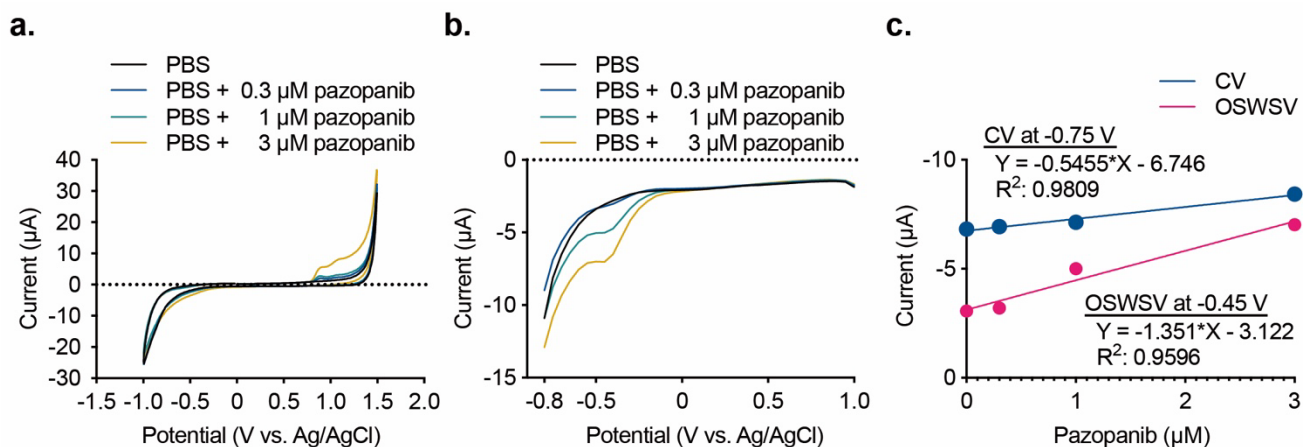 a.
PBS
PBS + 0.3 µM pazopanib
PBS + 1 µM pazopanib
PBS + 3 µM pazopanib
40
30
20
10
0
-10
-20
-30
Current (µA)
-1.5 -1.0 -0.5 0 0.5 1.0 1.5 2.0
Potential (V vs. Ag/AgCl)
b.
PBS
PBS + 0.3 µM pazopanib
PBS + 1 µM pazopanib
PBS + 3 µM pazopanib
0
-5
-10
-15
Current (µA)
-0.8 -0.5 0 0.5 1.0
Potential (V vs. Ag/AgCl)
c.
CV
OSWSV
CV at -0.75 V
Y = -0.5455*X - 6.746
R²: 0.9809
OSWSV at -0.45 V
Y = -1.351*X - 3.122
R²: 0.9596
-10
-5
0
Current (µA)
0 1 2 3
Pazopanib (µM)